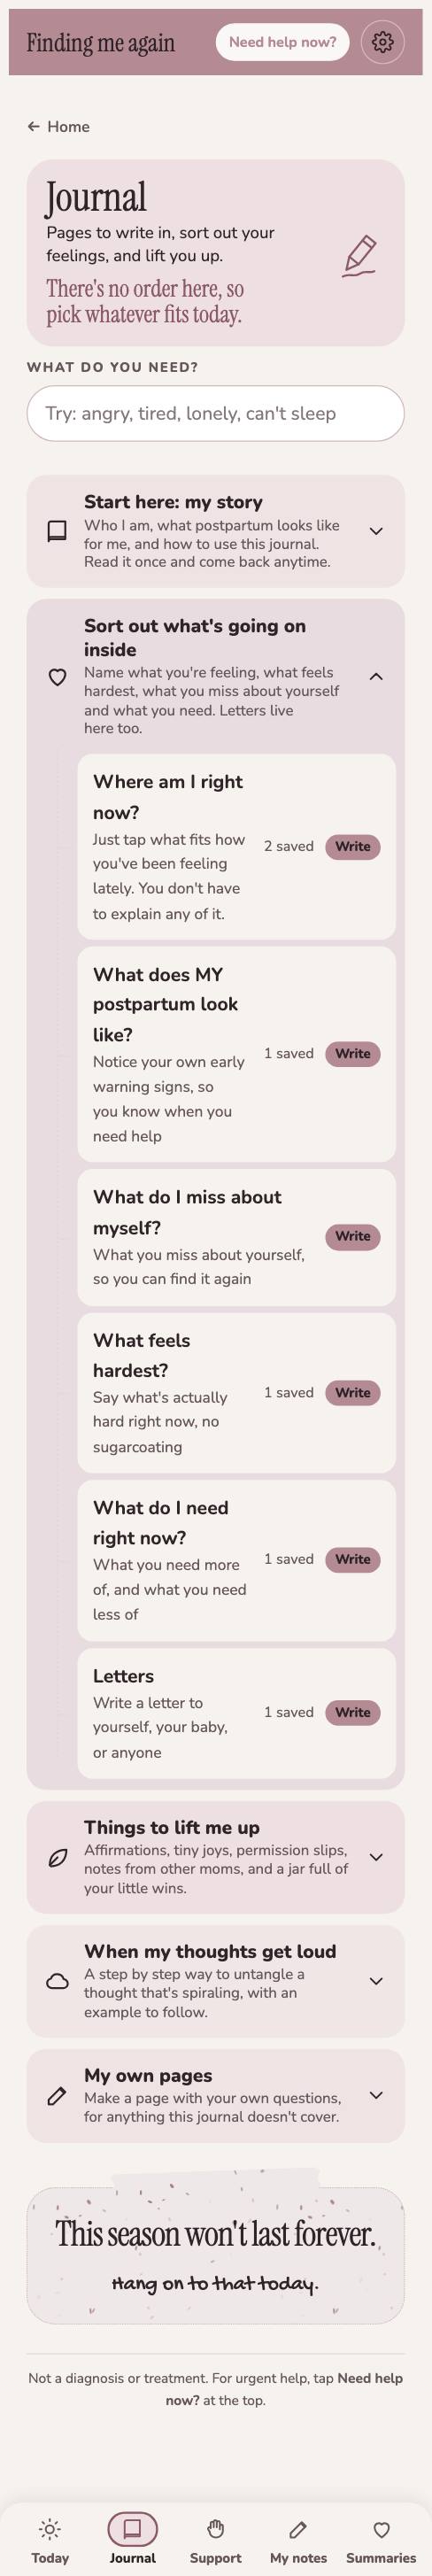 Finding me again
Need help now?
← Home
Journal
Pages to write in, sort out your
feelings, and lift you up.
There's no order here, so
pick whatever fits today.
WHAT DO YOU NEED?
Try: angry, tired, lonely, can't sleep
Start here: my story
Who I am, what postpartum looks like
for me, and how to use this journal.
Read it once and come back anytime.
Sort out what's going on
inside
Name what you're feeling, what feels
hardest, what you miss about yourself
and what you need. Letters live
here too.
Where am I right
now?
Just tap what fits how
you've been feeling
lately. You don't have
to explain any of it.
2 saved
Write
What does MY
postpartum look
like?
Notice your own early
warning signs, so
you know when you
need help
1 saved
Write
What do I miss about
myself?
What you miss about yourself,
so you can find it again
Write
What feels
hardest?
Say what's actually
hard right now, no
sugarcoating
1 saved
Write
What do I need
right now?
What you need more
of, and what you need
less of
1 saved
Write
Letters
Write a letter to
yourself, your baby,
or anyone
1 saved
Write
Things to lift me up
Affirmations, tiny joys, permission slips,
notes from other moms, and a jar full of
your little wins.
When my thoughts get loud
A step by step way to untangle a
thought that's spiraling, with an
example to follow.
My own pages
Make a page with your own questions,
for anything this journal doesn't cover.
This season won't last forever.
Hang on to that today.
Not a diagnosis or treatment. For urgent help, tap Need help
now? at the top.
Today
Journal
Support
My notes
Summaries